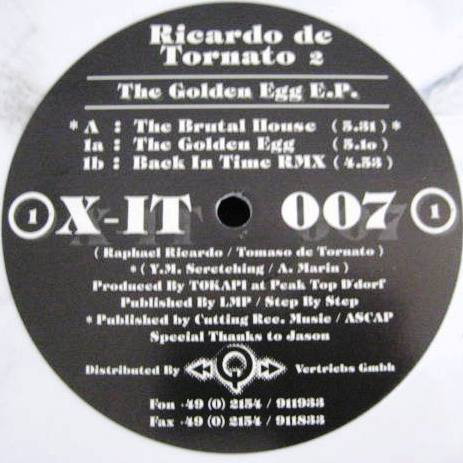 Ricardo de
Tornato 2
The Golden Egg E.P.
* A : The Brutal House ( 5.31 ) *
1a : The Golden Egg ( 5.10 )
1b : Back In Time RMX ( 4.53 )
1 X-IT 007 1
( Raphael Ricardo / Tomaso de Tornato )
* ( Y.M. Scretching / A. Marin )
Produced By TOKAPI at Peak Top D'dorf
Published By LMP / Step By Step
* Published by Cutting Rec. Music / ASCAP
Special Thanks to Jason
Distributed By Q Vertriebs Gmbh
Fon +49 (0) 2154 / 911933
Fax +49 (0) 2154 / 911833